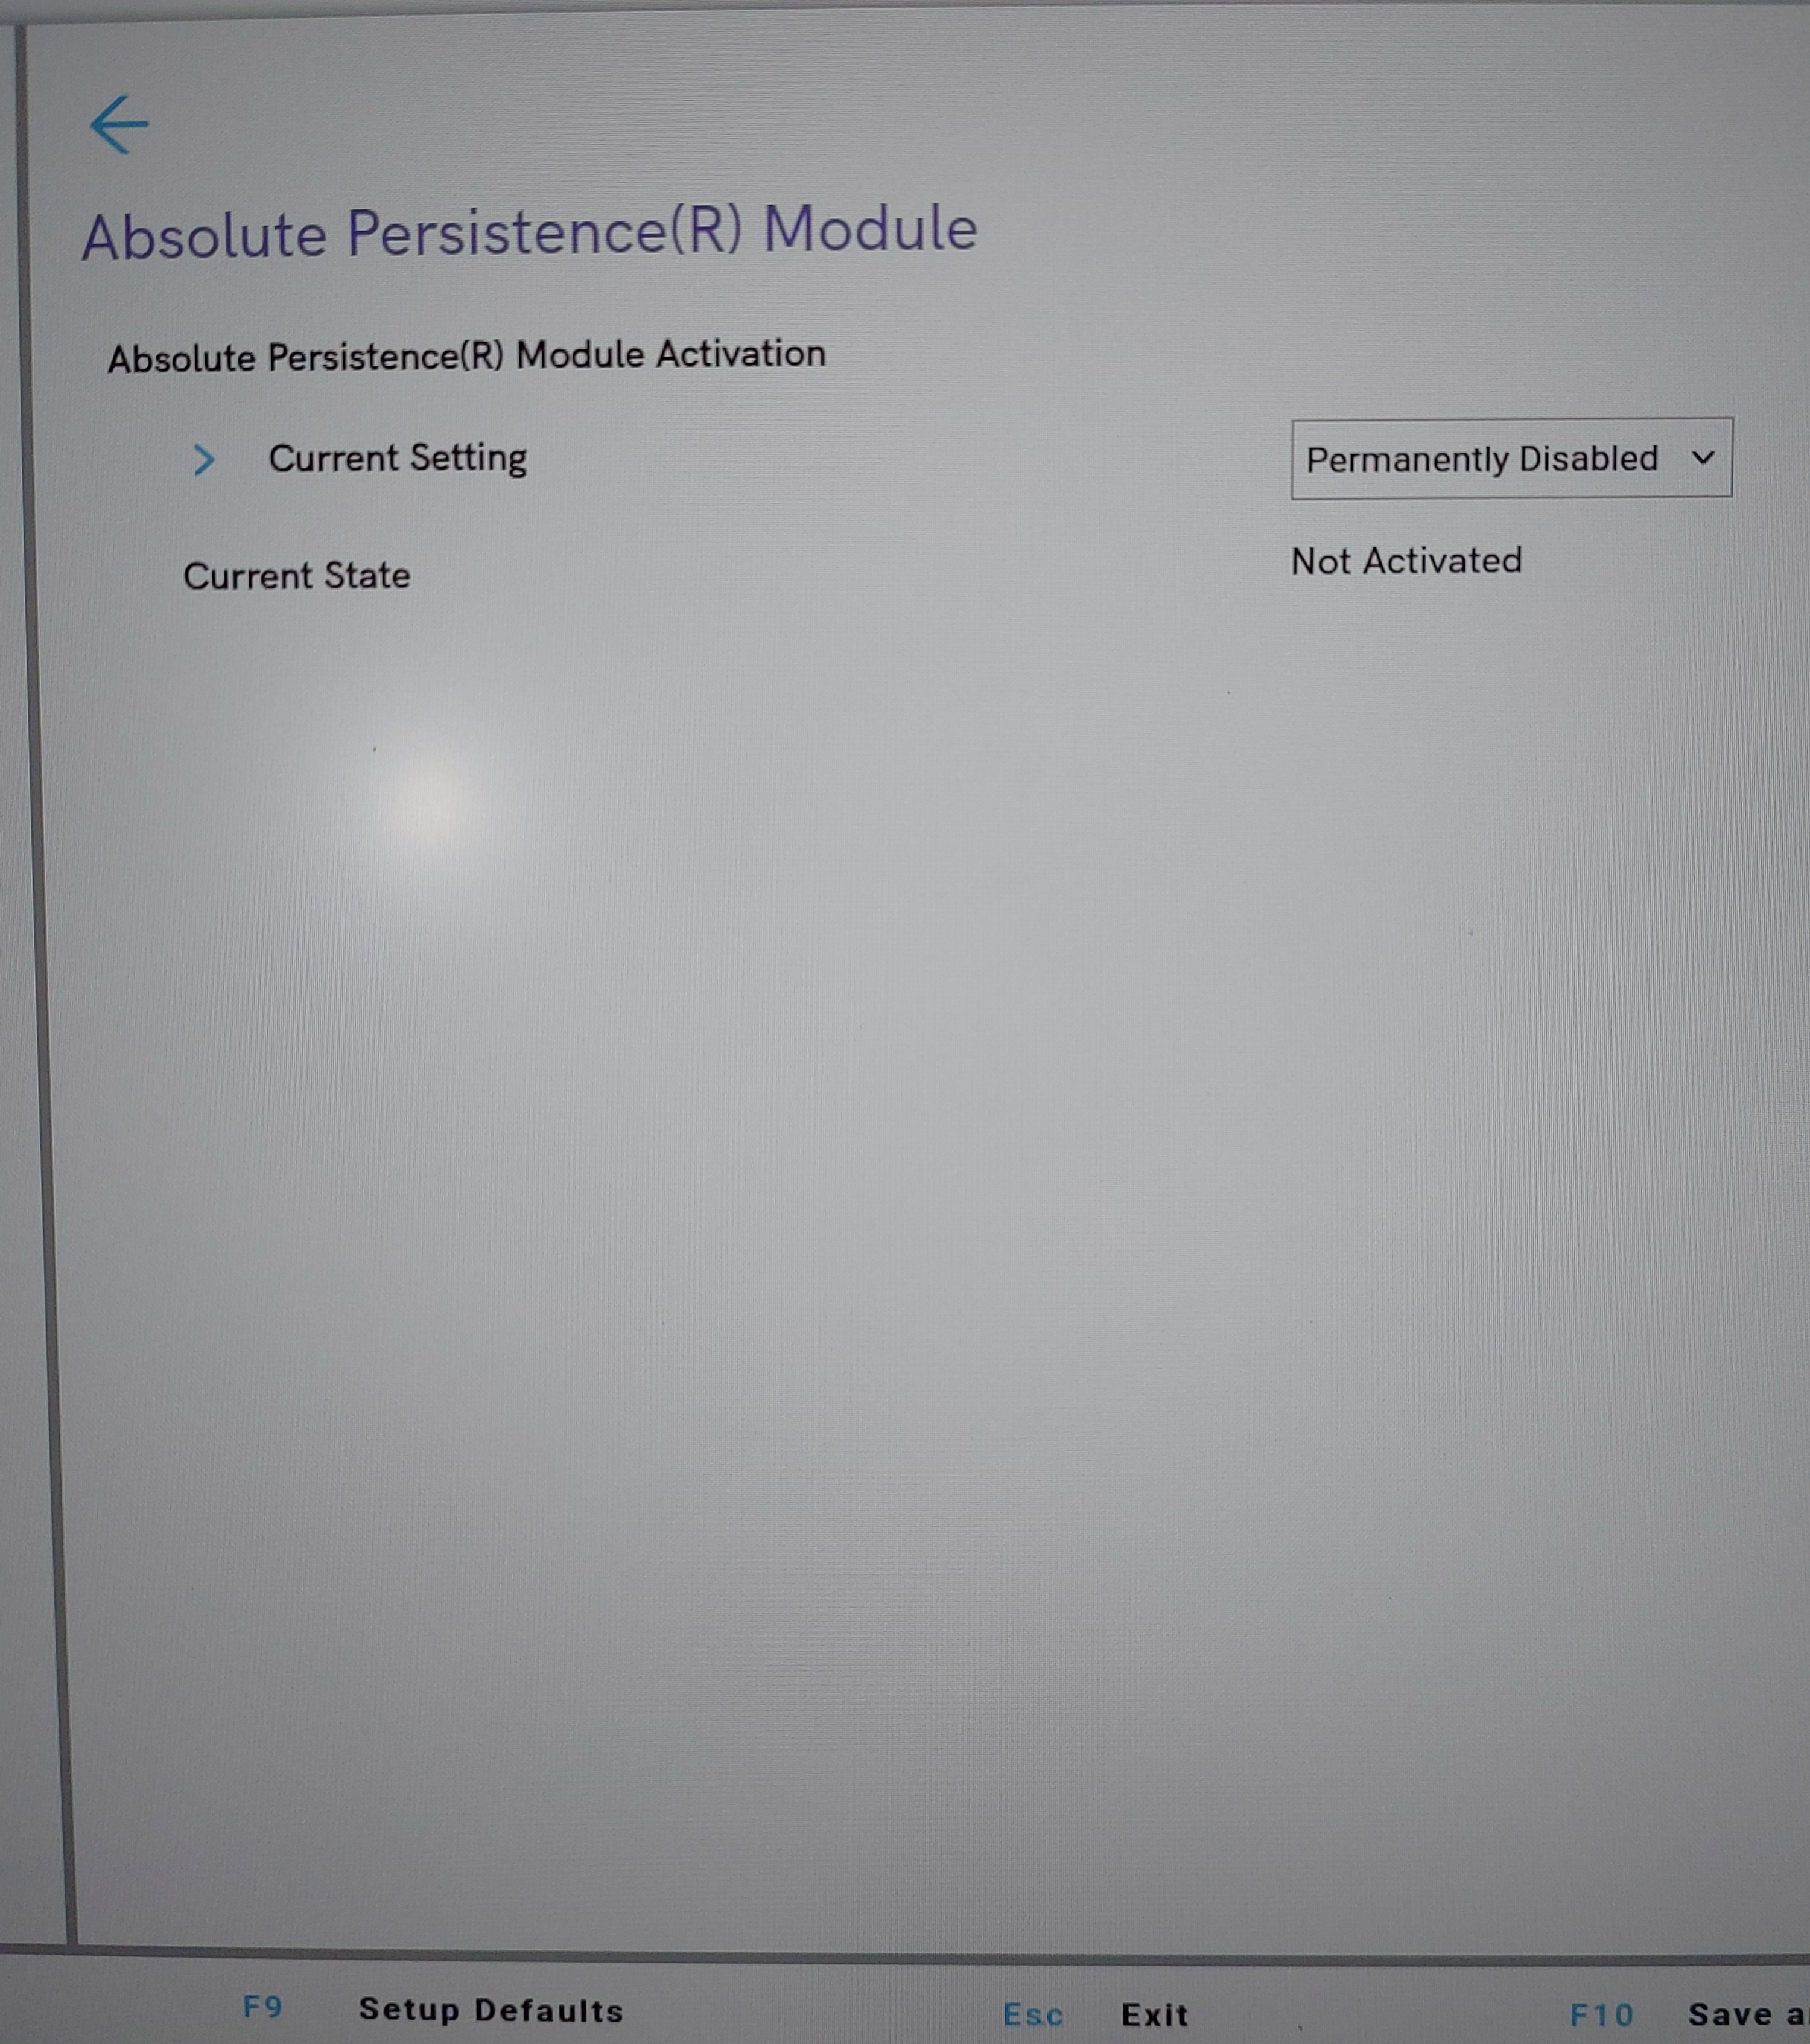 Absolute Persistence(R) Module
Absolute Persistence(R) Module Activation
Current Setting Permanently Disabled
Current State Not Activated
F9 Setup Defaults Esc Exit F10 Save